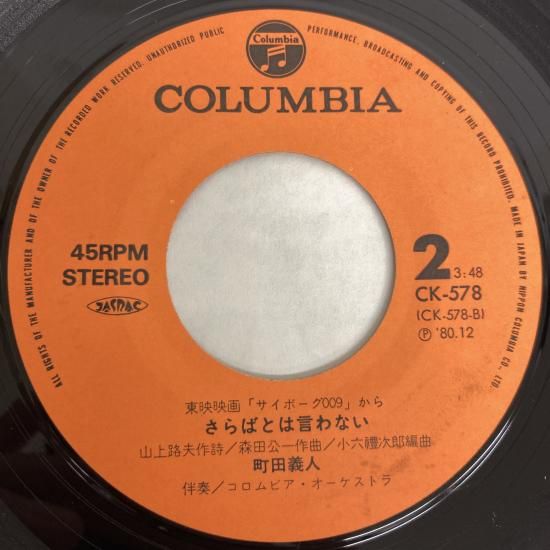 ALL RIGHTS OF THE MANUFACTURER AND OF THE OWNER OF THE RECORDED WORK RESERVED. UNAUTHORIZED PUBLIC PERFORMANCE, BROADCASTING AND COPYING OF THIS RECORD PROHIBITED. MADE IN JAPAN BY NIPPON COLUMBIA CO., LTD.
Columbia
COLUMBIA
45RPM
STEREO
JASRAC
2 3:48
CK-578
(CK-578-B)
Ⓟ '80.12
東映映画「サイボーグ009」から
さらばとは言わない
山上路夫作詩/森田公一作曲/小六禮次郎編曲
町田義人
伴奏/コロムビア・オーケストラ